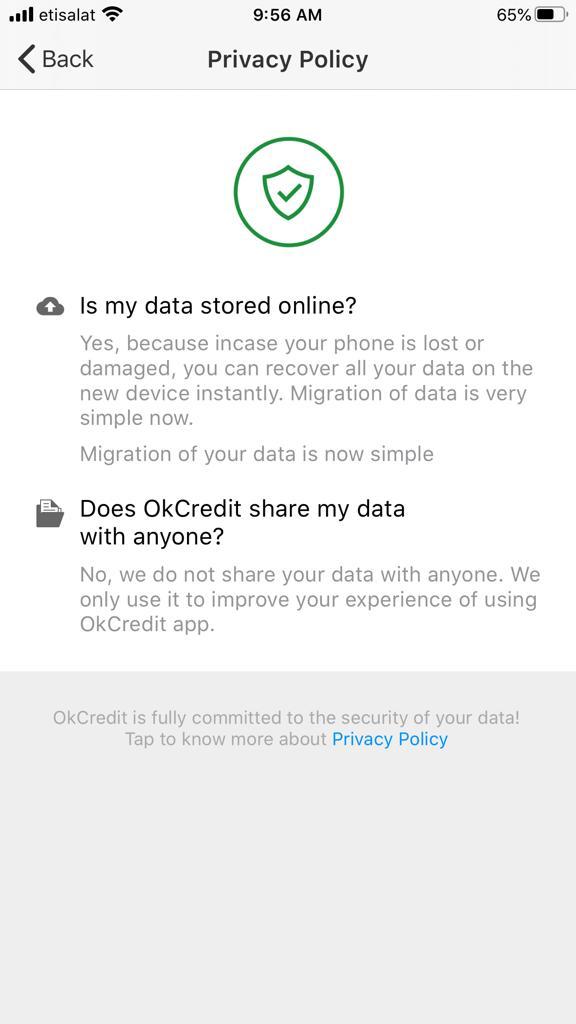 etisalat 9:56 AM 65%
Back Privacy Policy
Is my data stored online?
Yes, because incase your phone is lost or
damaged, you can recover all your data on the
new device instantly. Migration of data is very
simple now.
Migration of your data is now simple
Does OkCredit share my data
with anyone?
No, we do not share your data with anyone. We
only use it to improve your experience of using
OkCredit app.
OkCredit is fully committed to the security of your data!
Tap to know more about Privacy Policy